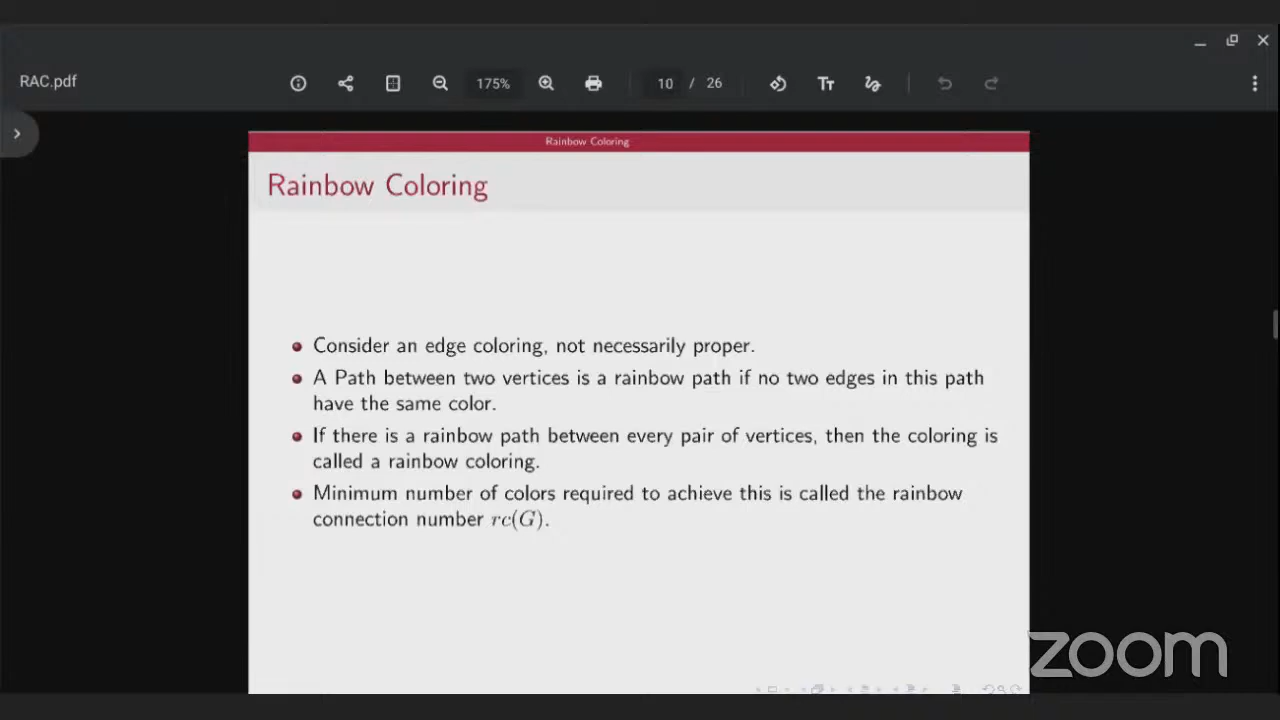 RAC.pdf
175%
10 / 26
Rainbow Coloring
Rainbow Coloring
Consider an edge coloring, not necessarily proper.
A Path between two vertices is a rainbow path if no two edges in this path
have the same color.
If there is a rainbow path between every pair of vertices, then the coloring is
called a rainbow coloring.
Minimum number of colors required to achieve this is called the rainbow
connection number rc(G).
zoom